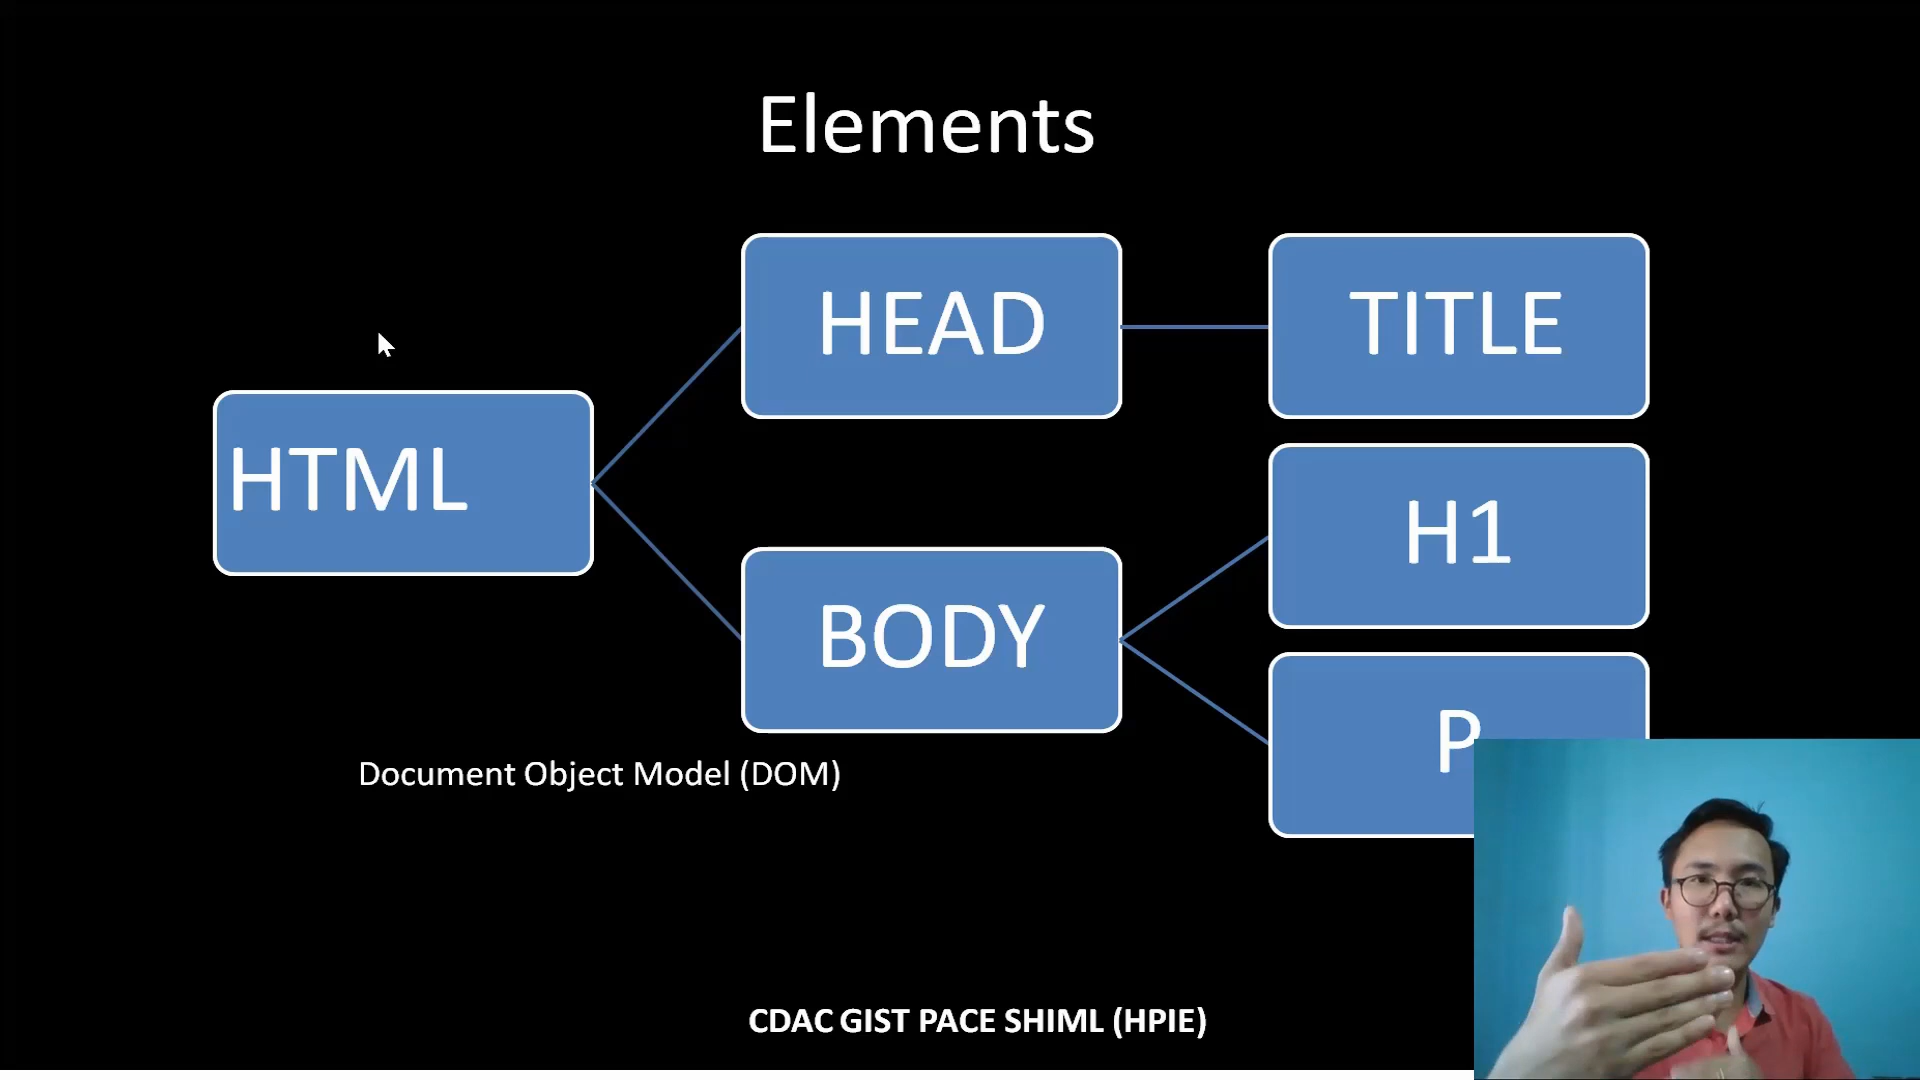 Elements
HEAD
TITLE
HTML
H1
BODY
P
Document Object Model (DOM)
CDAC GIST PACE SHIML (HPIE)